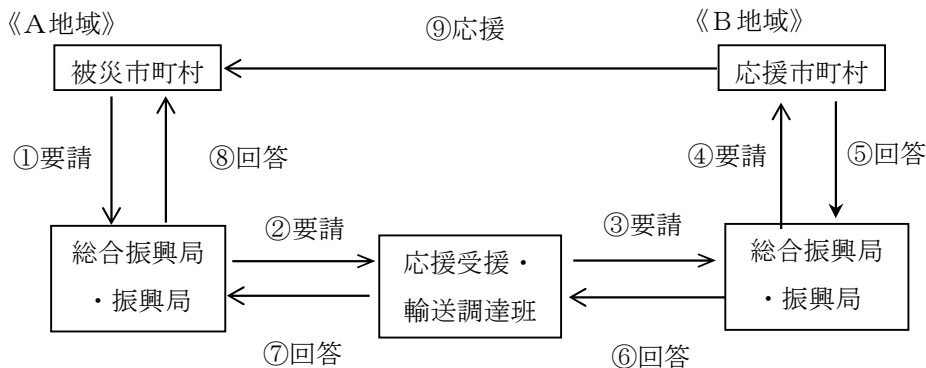 《A地域》
《B地域》
⑨応援
被災市町村
応援市町村
①要請
⑧回答
④要請
⑤回答
総合振興局
・振興局
②要請
応援受援・
輸送調達班
③要請
総合振興局
・振興局
⑦回答
⑥回答